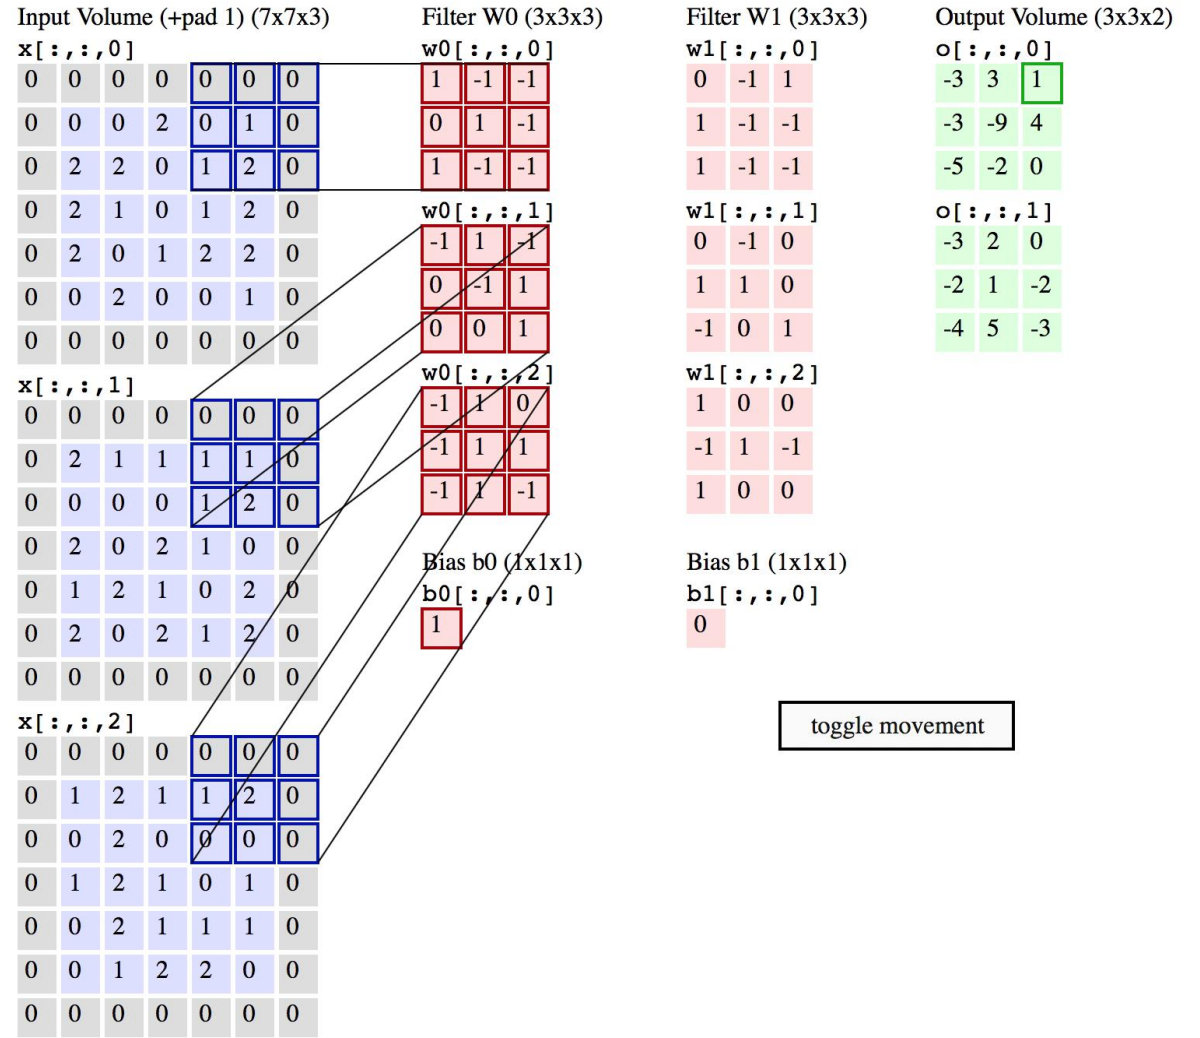 Input Volume (+pad 1) (7x7x3)
x[:,:,0]
0 0 0 0 0 0 0
0 0 0 2 0 1 0
0 2 2 0 1 2 0
0 2 1 0 1 2 0
0 2 0 1 2 2 0
0 0 2 0 0 1 0
0 0 0 0 0 0 0
x[:,:,1]
0 0 0 0 0 0 0
0 2 1 1 1 1 0
0 0 0 0 1 2 0
0 2 0 2 1 0 0
0 1 2 1 0 2 0
0 2 0 2 1 2 0
0 0 0 0 0 0 0
x[:,:,2]
0 0 0 0 0 0 0
0 1 2 1 1 2 0
0 0 2 0 0 0 0
0 1 2 1 0 1 0
0 0 2 1 1 1 0
0 0 1 2 2 0 0
0 0 0 0 0 0 0
Filter W0 (3x3x3)
w0[:,:,0]
1 -1 -1
0 1 -1
1 -1 -1
w0[:,:,1]
-1 1 -1
0 -1 1
0 0 1
w0[:,:,2]
-1 1 0
-1 1 1
-1 1 -1
Bias b0 (1x1x1)
b0[:,:,0]
1
Filter W1 (3x3x3)
w1[:,:,0]
0 -1 1
1 -1 -1
1 -1 -1
w1[:,:,1]
0 -1 0
1 1 0
-1 0 1
w1[:,:,2]
1 0 0
-1 1 -1
1 0 0
Bias b1 (1x1x1)
b1[:,:,0]
0
Output Volume (3x3x2)
o[:,:,0]
-3 3 1
-3 -9 4
-5 -2 0
o[:,:,1]
-3 2 0
-2 1 -2
-4 5 -3
toggle movement